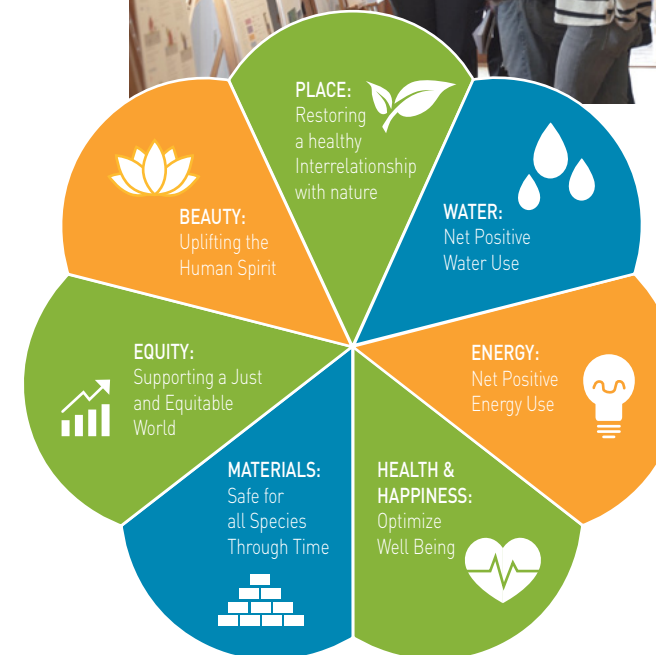 PLACE:
Restoring
a healthy
Interrelationship
with nature
WATER:
Net Positive
Water Use
ENERGY:
Net Positive
Energy Use
HEALTH &
HAPPINESS:
Optimize
Well Being
MATERIALS:
Safe for
all Species
Through Time
EQUITY:
Supporting a Just
and Equitable
World
BEAUTY:
Uplifting the
Human Spirit